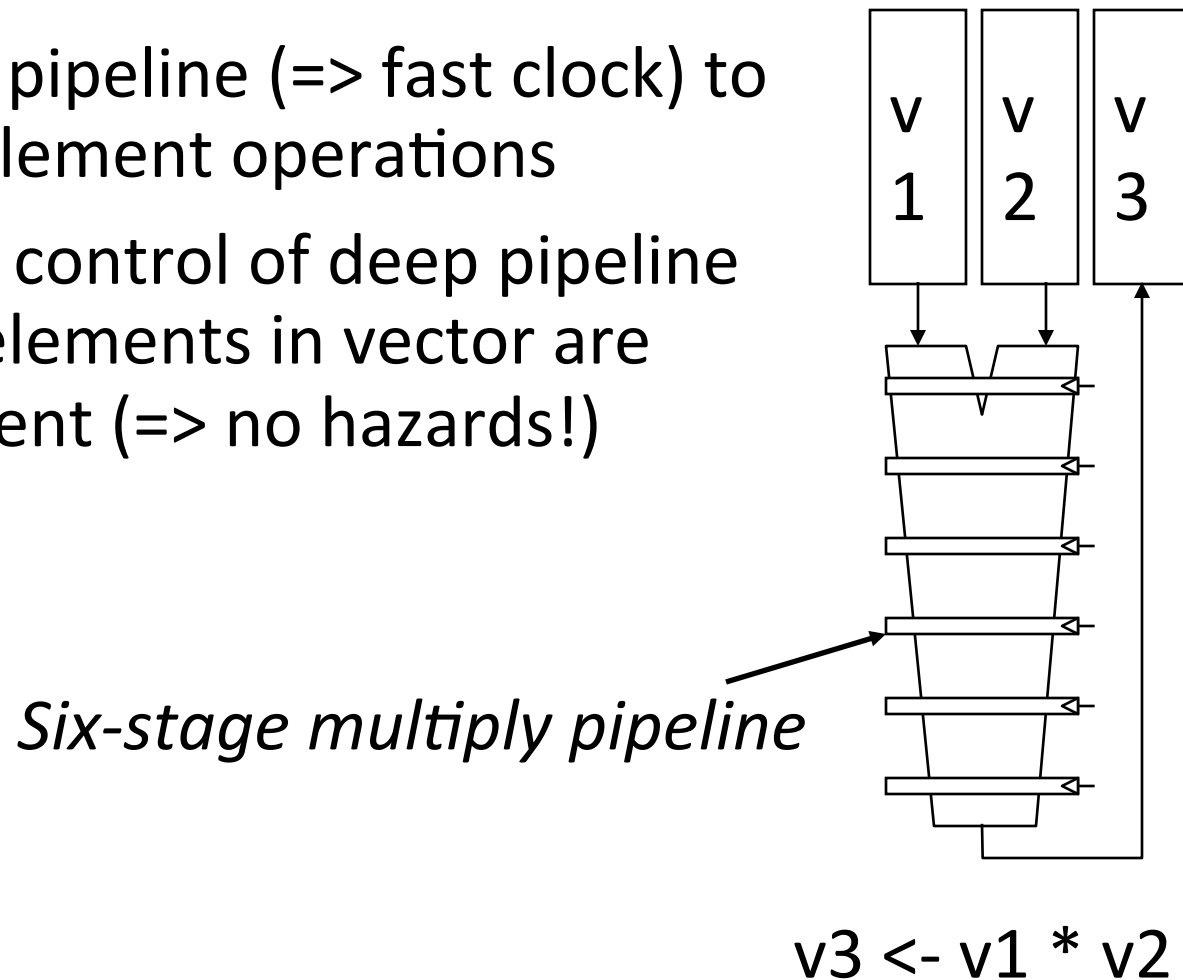 pipeline (=> fast clock) to
lement operations
control of deep pipeline
elements in vector are
ent (=> no hazards!)
v
1
v
2
v
3
Six-stage multiply pipeline
v3 <- v1 * v2